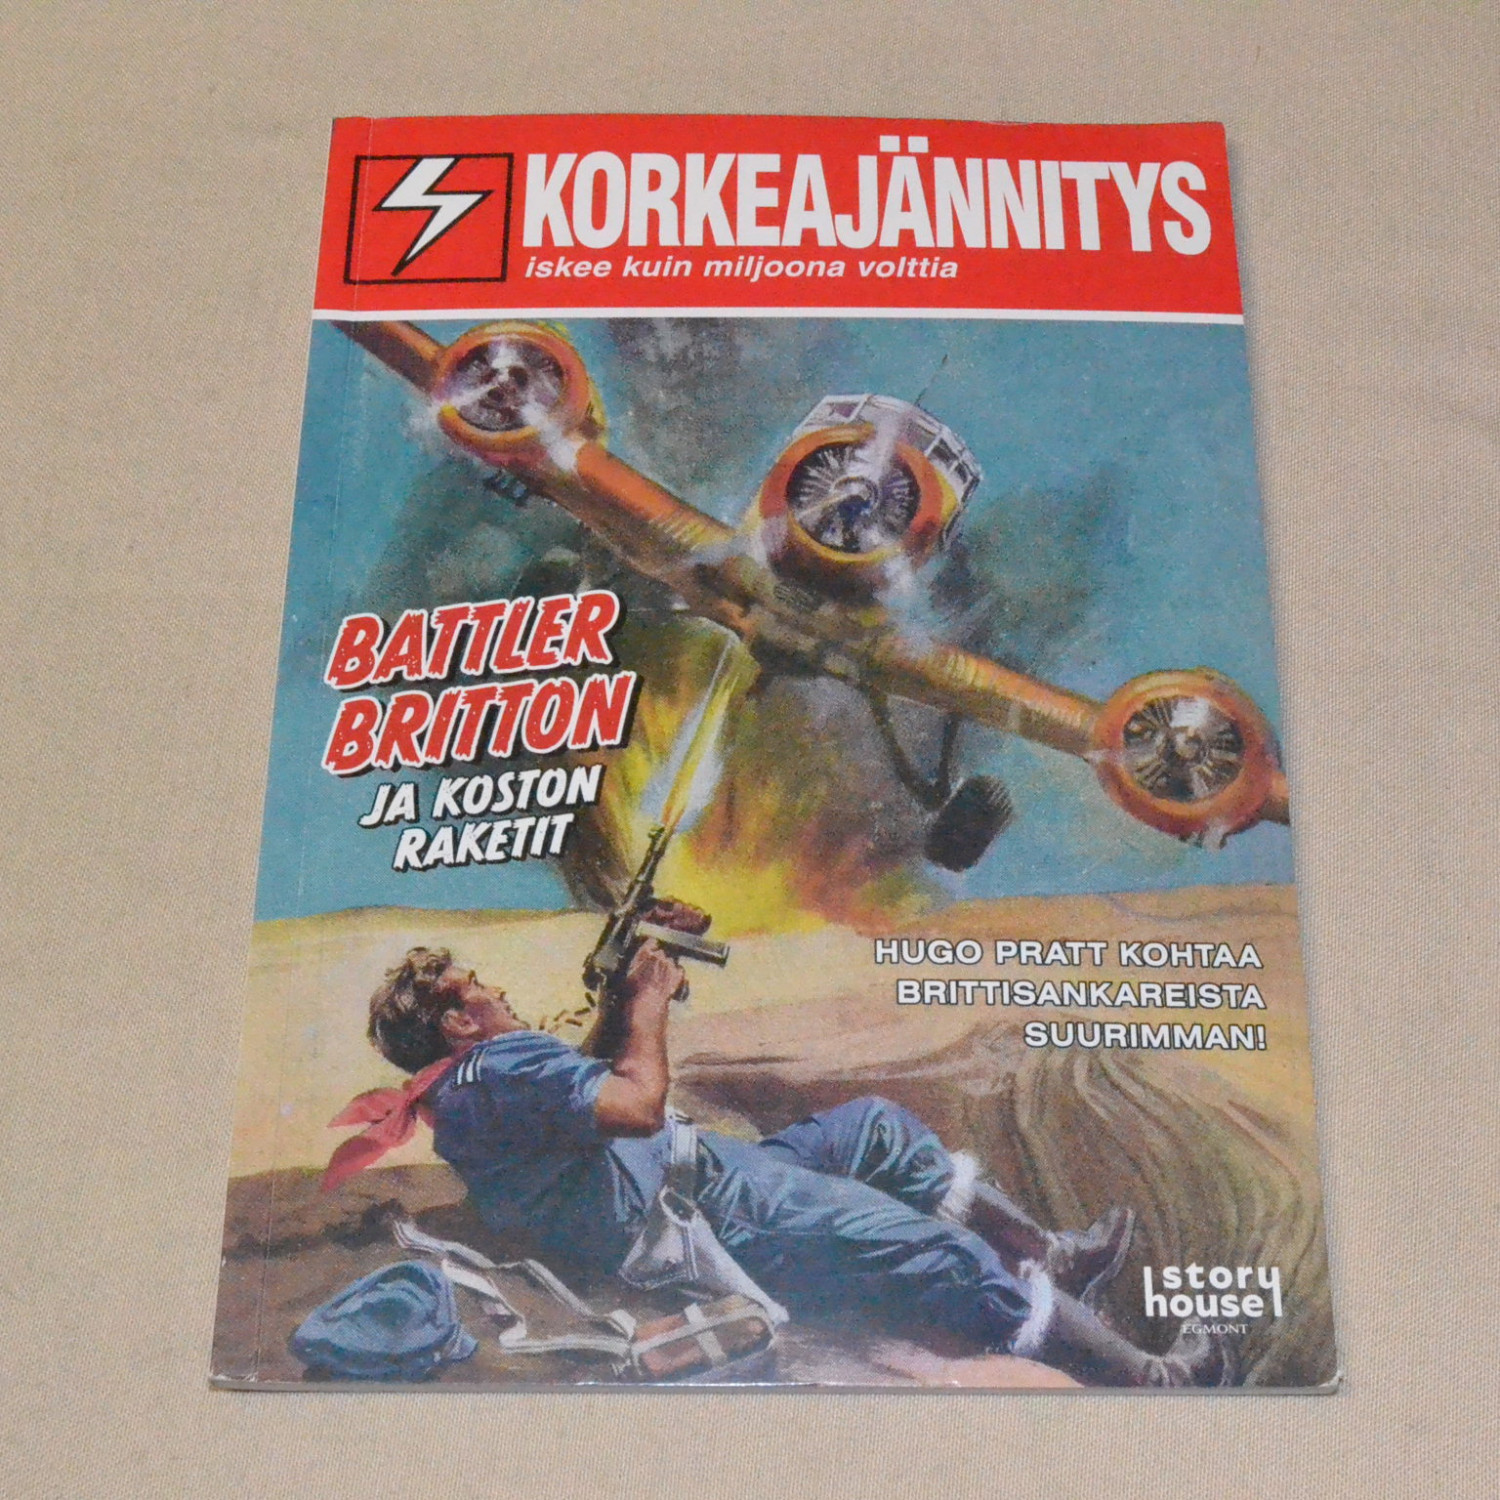 KORKEAJÄNNITYS
iskee kuin miljoona volttia
BATTLER
BRITTON
JA KOSTON
RAKETIT
HUGO PRATT KOHTAA
BRITTISANKAREISTA
SUURIMMAN!
story
house
EGMONT